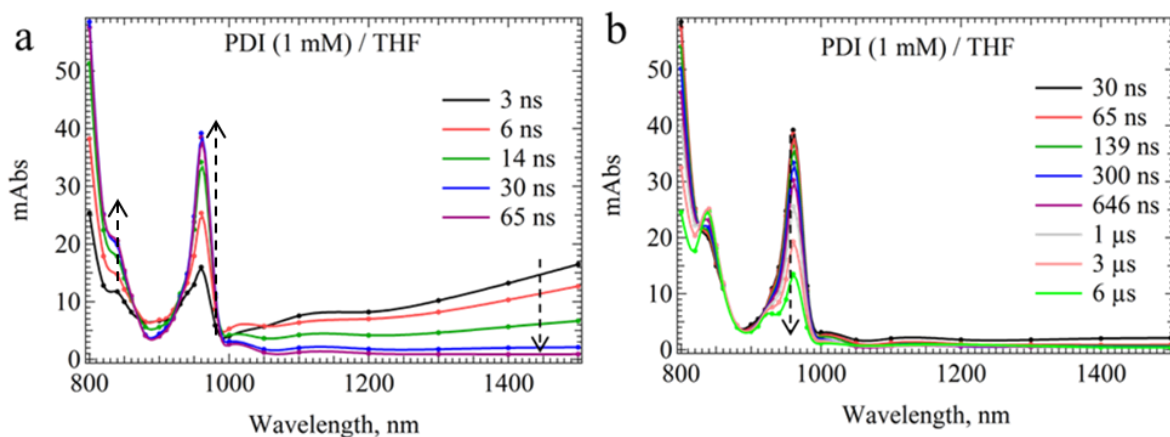 a
PDI (1 mM) / THF
3 ns
6 ns
14 ns
30 ns
65 ns
mAbs
50
40
30
20
10
0
800
1000
1200
1400
Wavelength, nm
b
PDI (1 mM) / THF
30 ns
65 ns
139 ns
300 ns
646 ns
1 µs
3 µs
6 µs
mAbs
50
40
30
20
10
0
800
1000
1200
1400
Wavelength, nm